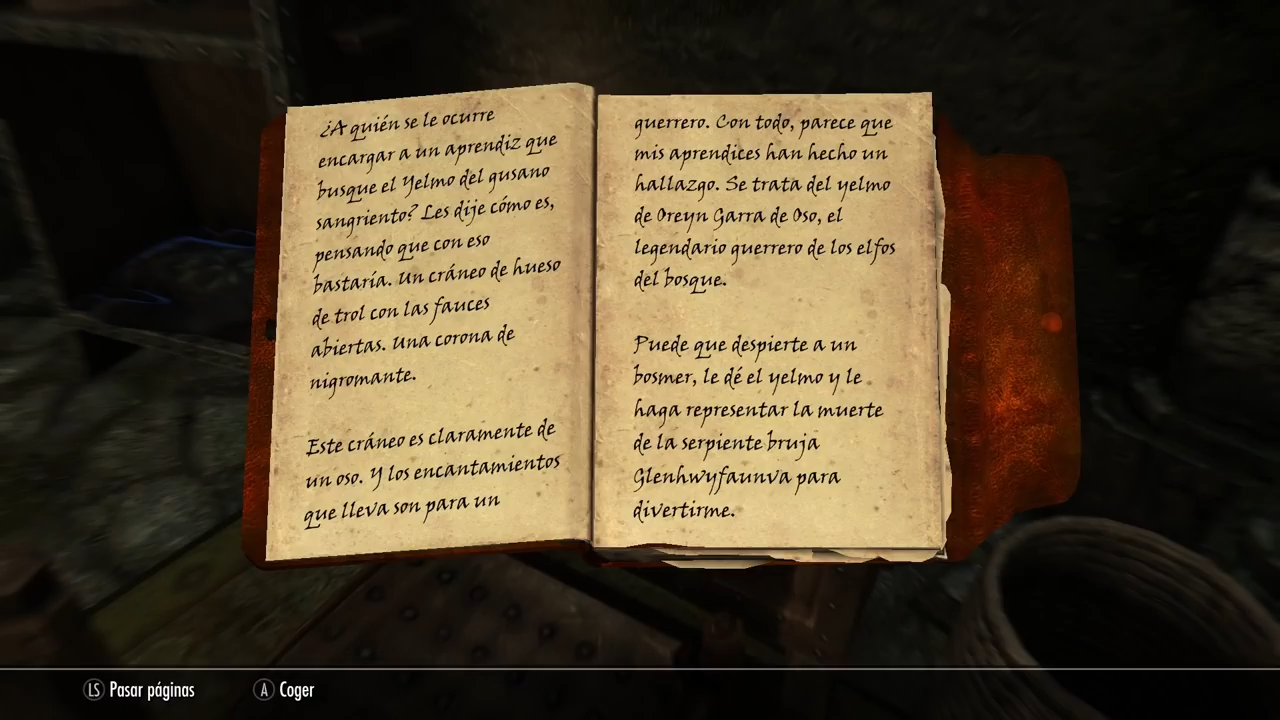 ¿A quién se le ocurre
encargar a un aprendiz que
busque el Yelmo del gusano
sangriento? Les dije cómo es,
pensando que con eso
bastaría. Un cráneo de hueso
de trol con las fauces
abiertas. Una corona de
nigromante.
Este cráneo es claramente de
un oso. Y los encantamientos
que lleva son para un
guerrero. Con todo, parece que
mis aprendices han hecho un
hallazgo. Se trata del yelmo
de Oreyn Garra de Oso, el
legendario guerrero de los elfos
del bosque.
Puede que despierte a un
bosmer, le dé el yelmo y le
haga representar la muerte
de la serpiente bruja
Glenhwyfaunva para
divertirme.
LS Pasar páginas
A Coger